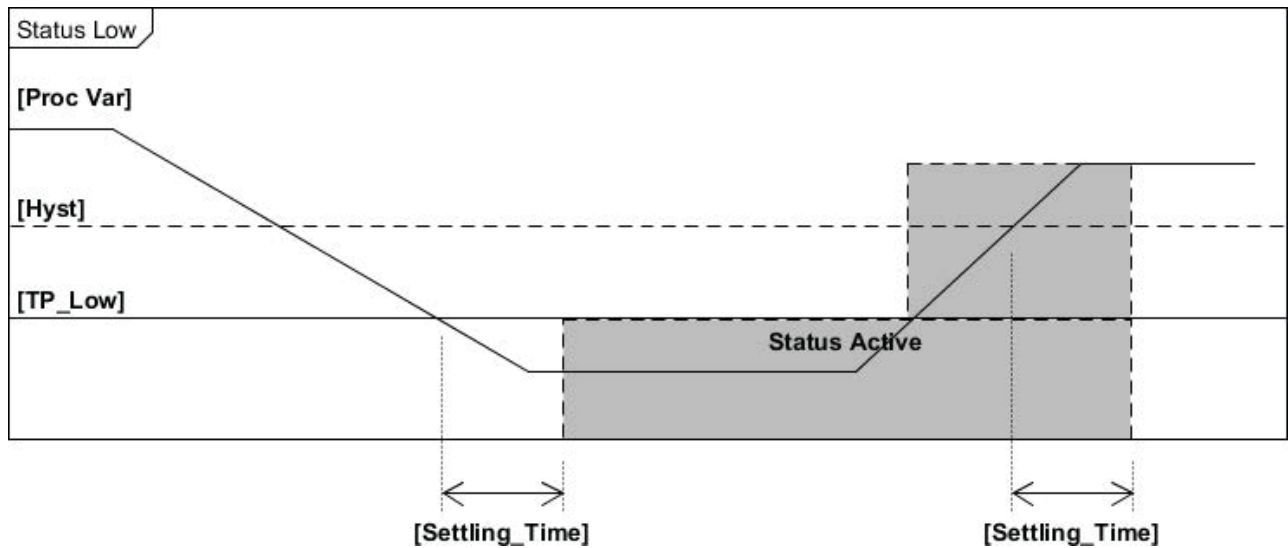 Status Low
[Proc Var]
[Hyst]
[TP_Low]
Status Active
[Settling_Time]
[Settling_Time]